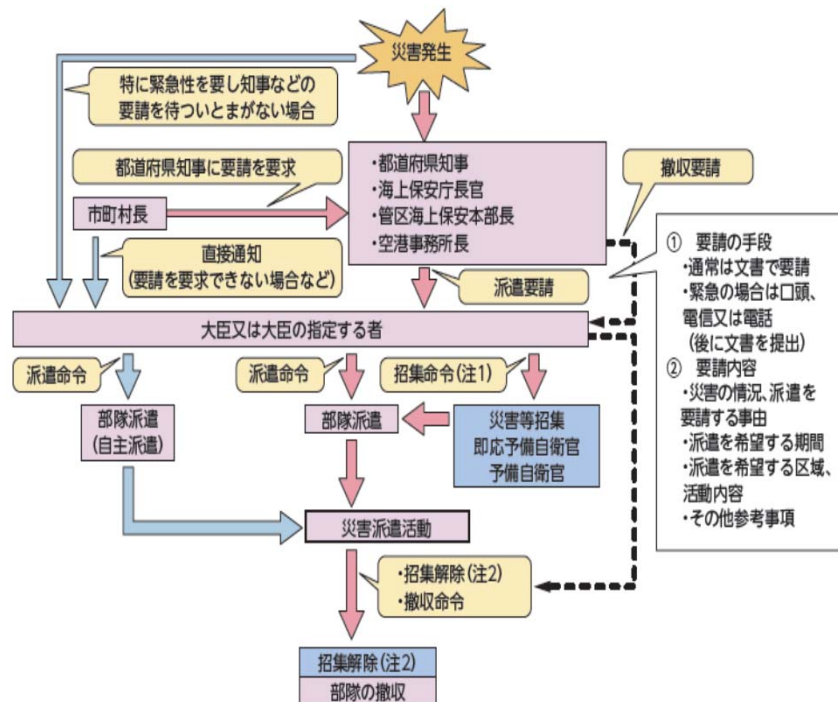 災害発生
特に緊急性を要し知事などの
要請を待ついとまがない場合
都道府県知事に要請を要求
・都道府県知事
・海上保安庁長官
・管区海上保安本部長
・空港事務所長
撤収要請
市町村長
直接通知
(要請を要求できない場合など)
派遣要請
① 要請の手段
・通常は文書で要請
・緊急の場合は口頭、
電信又は電話
(後に文書を提出)
② 要請内容
・災害の情況、派遣を
要請する事由
・派遣を希望する期間
・派遣を希望する区域、
活動内容
・その他参考事項
大臣又は大臣の指定する者
派遣命令
派遣命令
招集命令(注1)
部隊派遣
(自主派遣)
部隊派遣
災害等招集
即応予備自衛官
予備自衛官
災害派遣活動
・招集解除(注2)
・撤収命令
招集解除(注2)
部隊の撤収